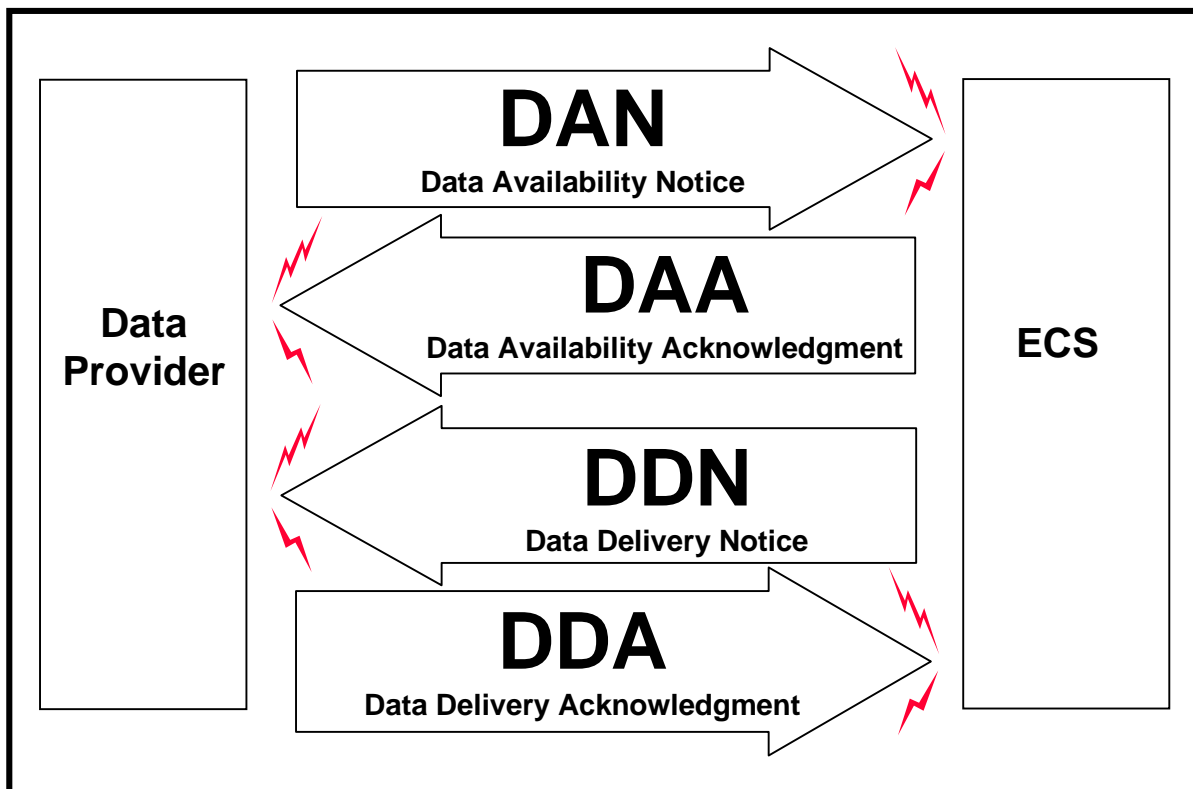 DAN
Data Availability Notice
DAA
Data Availability Acknowledgment
Data
Provider
ECS
DDN
Data Delivery Notice
DDA
Data Delivery Acknowledgment